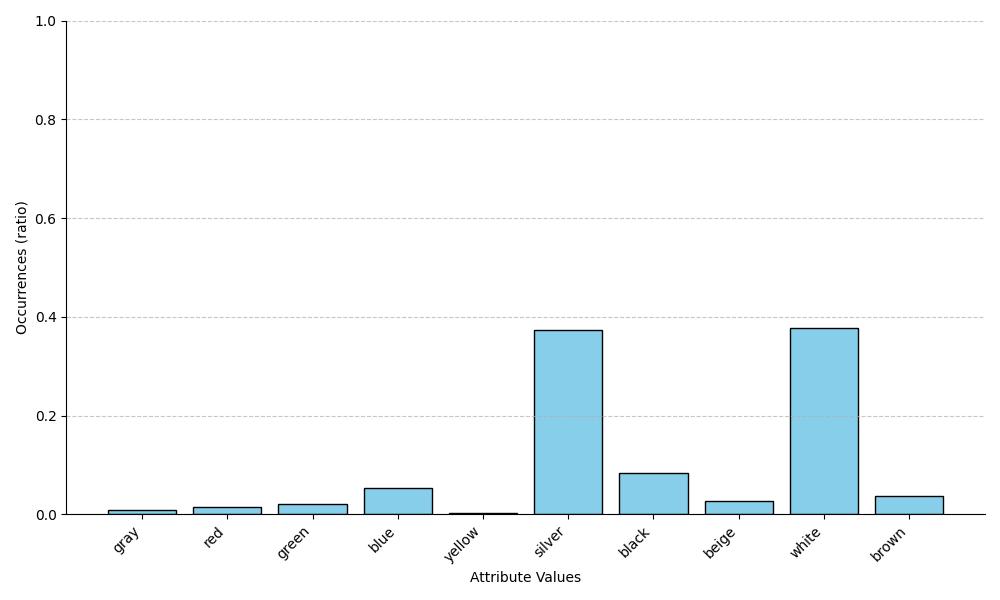 1.0
0.8
0.6
0.4
0.2
0.0
Occurrences (ratio)
gray
red
green
blue
yellow
silver
black
beige
white
brown
Attribute Values